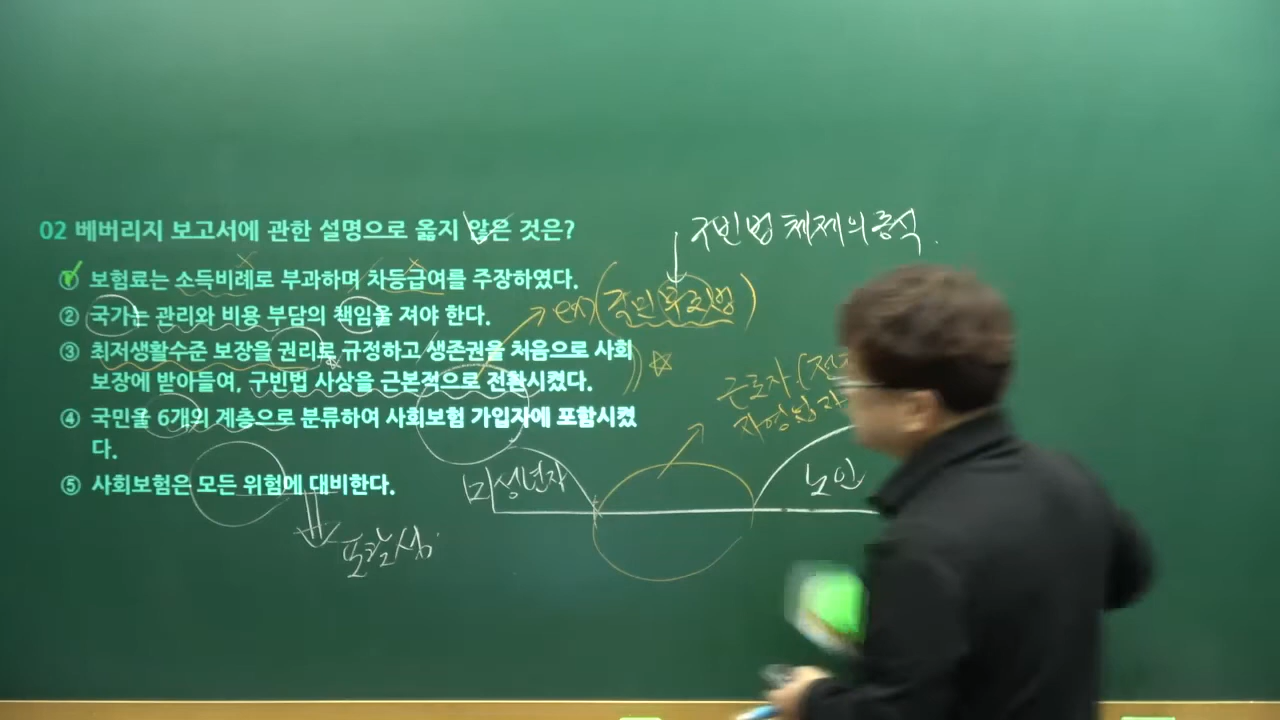 02 베버리지 보고서에 관한 설명으로 옳지 않은 것은?
① 보험료는 소득비례로 부과하며 차등급여를 주장하였다.
② 국가는 관리와 비용 부담의 책임을 져야 한다.
③ 최저생활수준 보장을 권리로 규정하고 생존권을 처음으로 사회
보장에 받아들여, 구빈법 사상을 근본적으로 전환시켰다.
④ 국민을 6개의 계층으로 분류하여 사회보험 가입자에 포함시켰
다.
⑤ 사회보험은 모든 위험에 대비한다.
구빈법 체제의 종식.
근로자
미성년자
노인
포괄성